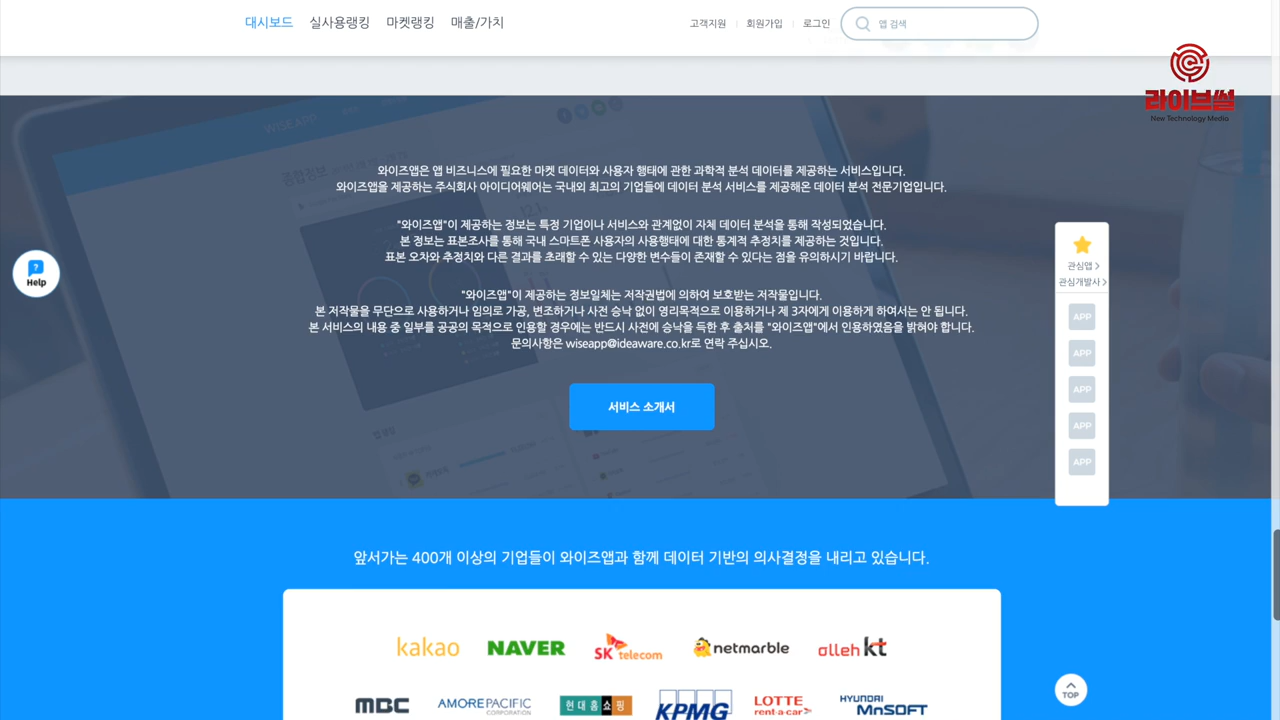 대시보드 실사용랭킹 마켓랭킹 매출/가치 고객지원 회원가입 로그인 앱 검색
라이브썸
New Technology Media
WISEAPP
종합정보
와이즈앱은 앱 비즈니스에 필요한 마켓 데이터와 사용자 행태에 관한 과학적 분석 데이터를 제공하는 서비스입니다.
와이즈앱을 제공하는 주식회사 아이디어웨어는 국내외 최고의 기업들에 데이터 분석 서비스를 제공해온 데이터 분석 전문기업입니다.
"와이즈앱"이 제공하는 정보는 특정 기업이나 서비스와 관계없이 자체 데이터 분석을 통해 작성되었습니다.
본 정보는 표본조사를 통해 국내 스마트폰 사용자의 사용행태에 대한 통계적 추정치를 제공하는 것입니다.
표본 오차와 추정치와 다른 결과를 초래할 수 있는 다양한 변수들이 존재할 수 있다는 점을 유의하시기 바랍니다.
"와이즈앱"이 제공하는 정보일체는 저작권법에 의하여 보호받는 저작물입니다.
본 저작물을 무단으로 사용하거나 임의로 가공, 변조하거나 사전 승낙 없이 영리목적으로 이용하거나 제 3자에게 이용하게 하여서는 안 됩니다.
본 서비스의 내용 중 일부를 공공의 목적으로 인용할 경우에는 반드시 사전에 승낙을 득한 후 출처를 "와이즈앱"에서 인용하였음을 밝혀야 합니다.
문의사항은 wiseapp@ideaware.co.kr로 연락 주십시오.
서비스 소개서
Help
관심앱 >
관심개발사 >
APP
APP
APP
APP
APP
앞서가는 400개 이상의 기업들이 와이즈앱과 함께 데이터 기반의 의사결정을 내리고 있습니다.
kakao NAVER SK telecom netmarble olleh kt
MBC AMOREPACIFIC CORPORATION 현대홈쇼핑 KPMG LOTTE rent-a-car HYUNDAI MnSOFT
TOP